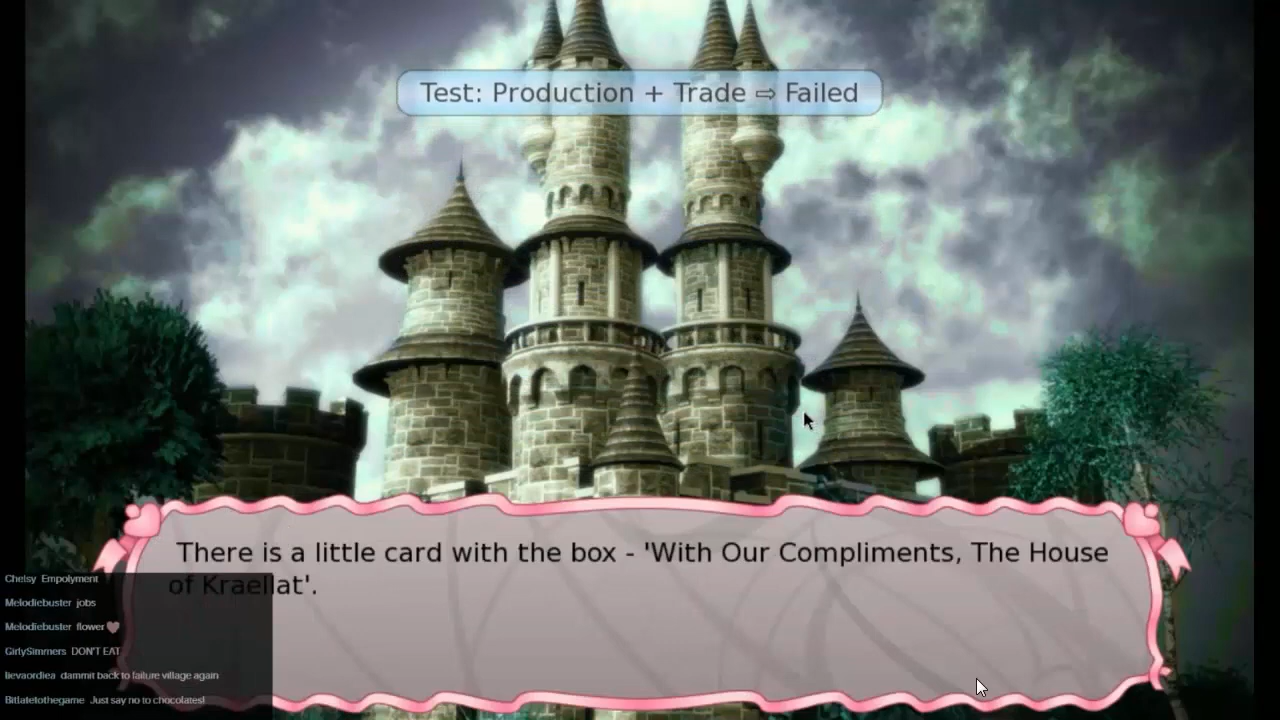 Test: Production + Trade ⇨ Failed
There is a little card with the box - 'With Our Compliments, The House
of Kraellat'.
Chelsy Empolyment
Melodiebuster jobs
Melodiebuster flower
GirlySimmers DON'T EAT
lievaordiea dammit back to failure village again
Bitlatetothegame Just say no to chocolates!